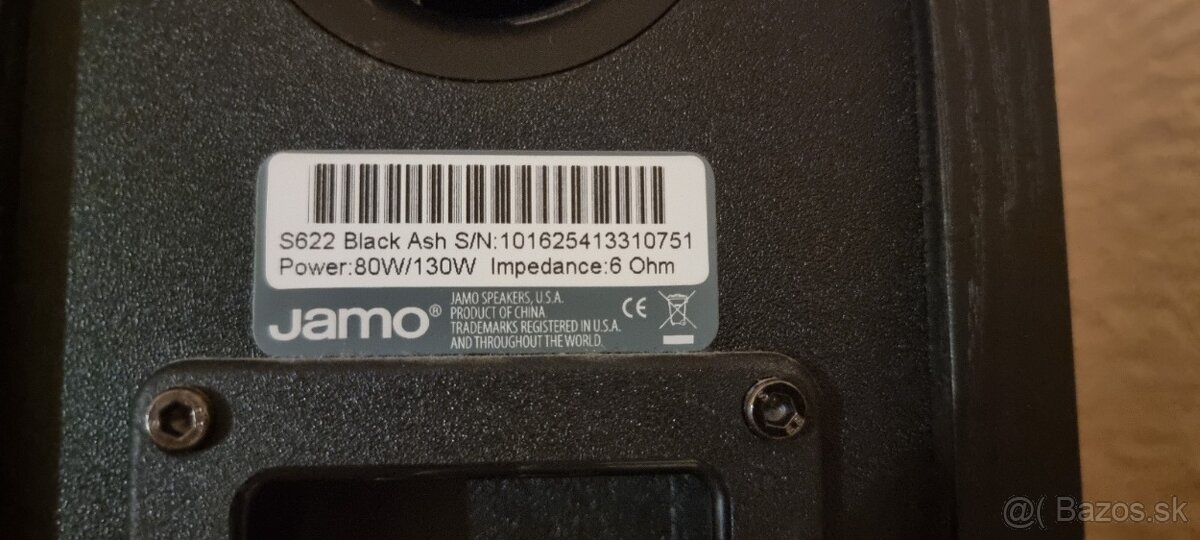 S622 Black Ash S/N:101625413310751
Power:80W/130W Impedance:6 Ohm
Jamo®
JAMO SPEAKERS, U.S.A.
PRODUCT OF CHINA
TRADEMARKS REGISTERED IN U.S.A.
AND THROUGHOUT THE WORLD.
CE
@( Bazos.sk